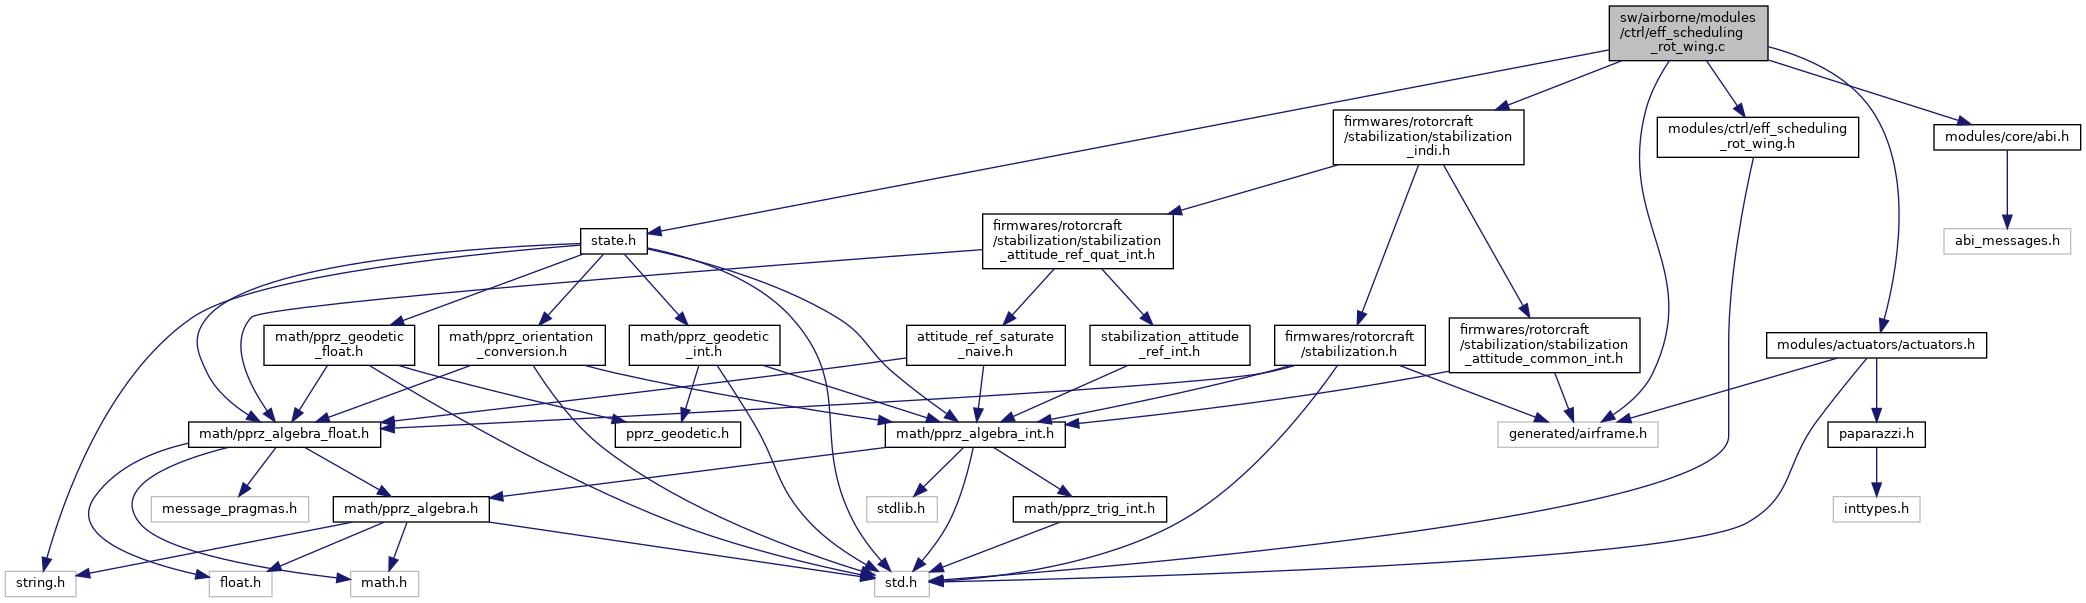 sw/airborne/modules
/ctrl/eff_scheduling
_rot_wing.c
firmwares/rotorcraft
/stabilization/stabilization
_indi.h
modules/ctrl/eff_scheduling
_rot_wing.h
modules/core/abi.h
state.h
firmwares/rotorcraft
/stabilization/stabilization
_attitude_ref_quat_int.h
abi_messages.h
math/pprz_geodetic
_float.h
math/pprz_orientation
_conversion.h
math/pprz_geodetic
_int.h
attitude_ref_saturate
_naive.h
stabilization_attitude
_ref_int.h
firmwares/rotorcraft
/stabilization.h
firmwares/rotorcraft
/stabilization/stabilization
_attitude_common_int.h
modules/actuators/actuators.h
math/pprz_algebra_float.h
pprz_geodetic.h
math/pprz_algebra_int.h
generated/airframe.h
paparazzi.h
message_pragmas.h
math/pprz_algebra.h
stdlib.h
math/pprz_trig_int.h
inttypes.h
string.h
float.h
math.h
std.h